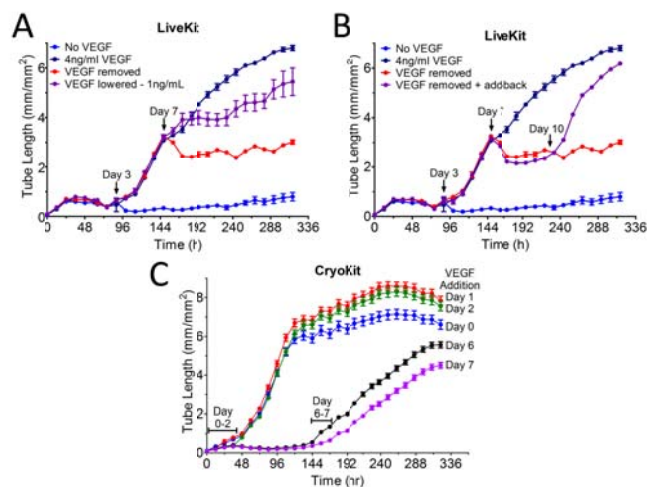 A
LiveKi
No VEGF
4ng/ml VEGF
VEGF removed
VEGF lowered - 1ng/mL
Day 7
Day 3
Tube Length (mm/mm²)
6
4
2
0
0 48 96 144 192 240 288 336
Time (h)
B
LiveKit
No VEGF
4ng/ml VEGF
VEGF removed
VEGF removed + addback
Day
Day 10
Day 3
Tube Length (mm/mm²)
6
4
2
0
0 48 96 144 192 240 288 336
Time (h)
C
CryoKit
VEGF
Addition
Day 1
Day 2
Day 0
Day 6
Day 7
Day
0-2
Day
6-7
Tube Length (mm/mm²)
8
6
4
2
0
0 48 96 144 192 240 288 336
Time (hr)